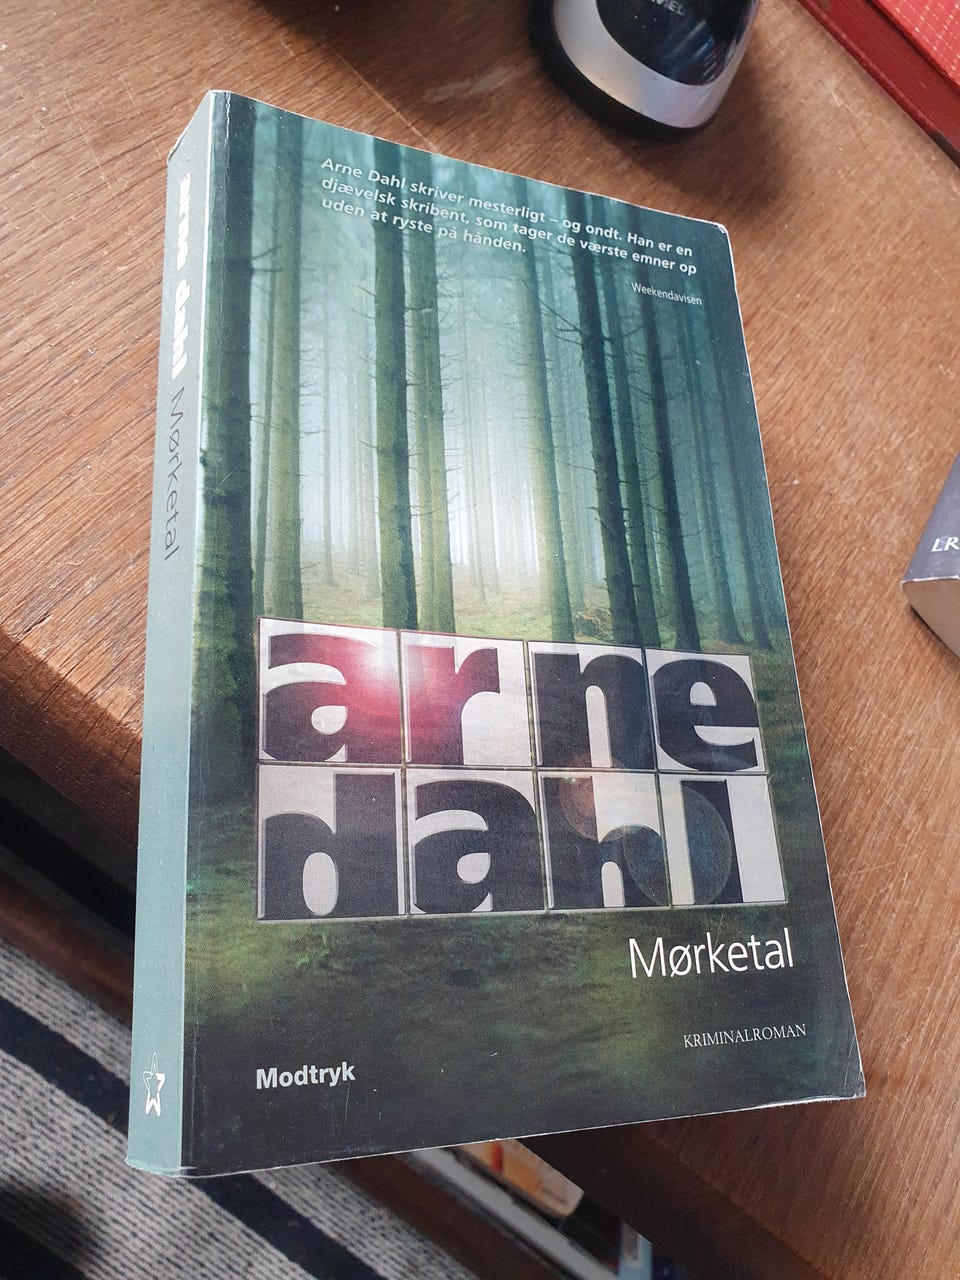 Arne Dahl skriver mesterligt – og ondt. Han er en
djævelsk skribent, som tager de værste emner op
uden at ryste på hånden.
Weekendavisen
arne
dahl
Mørketal
KRIMINALROMAN
Modtryk
arne dahl Mørketal